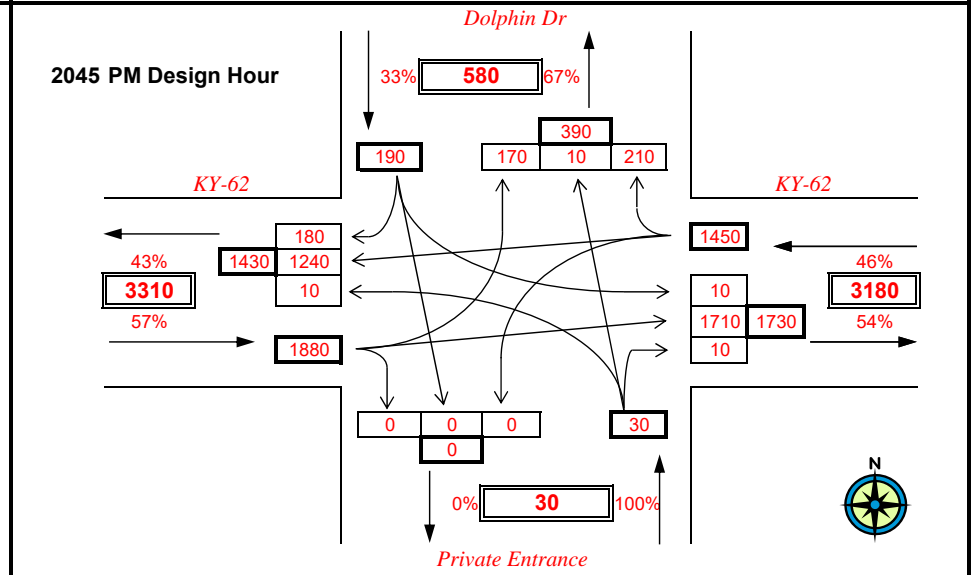 Dolphin Dr
2045 PM Design Hour
33% 580 67%
390
190 170 10 210
KY-62 KY-62
180 1450
43% 1430 1240 46%
3310 10 10 3180
57% 1710 1730 54%
1880 10
0 0 0 30
0
N
0% 30 100%
Private Entrance